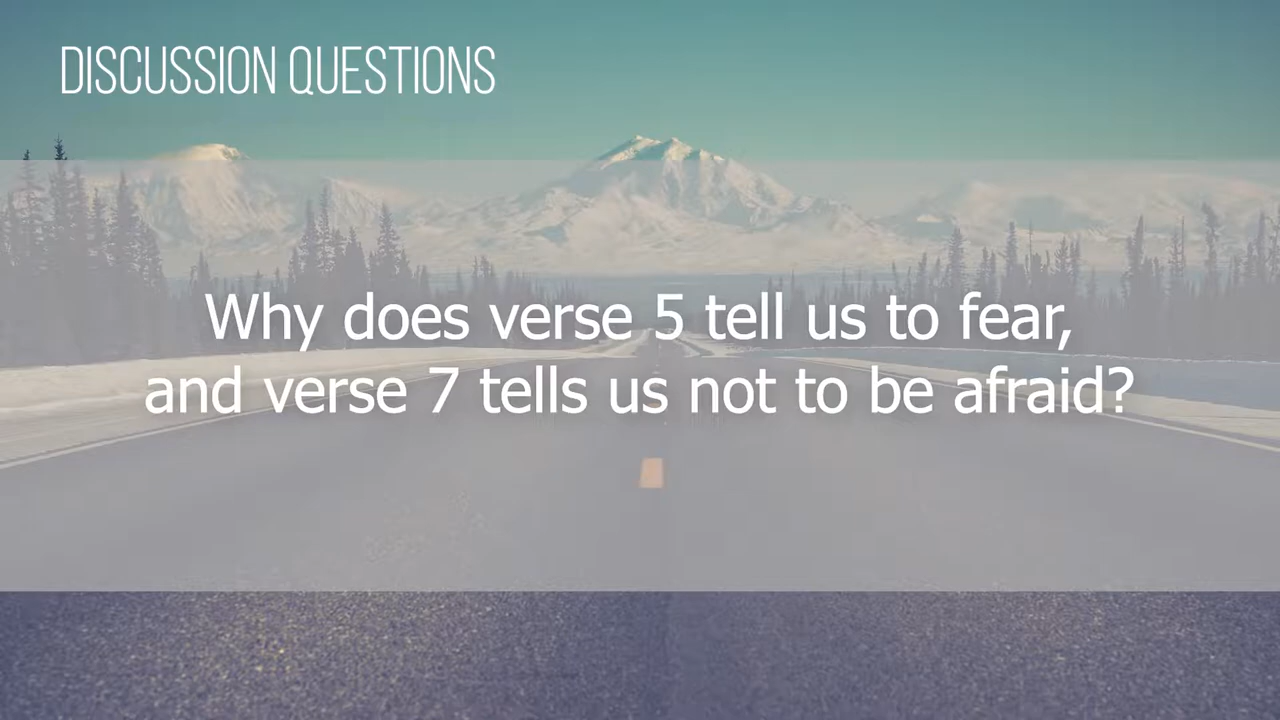 DISCUSSION QUESTIONS
Why does verse 5 tell us to fear,
and verse 7 tells us not to be afraid?